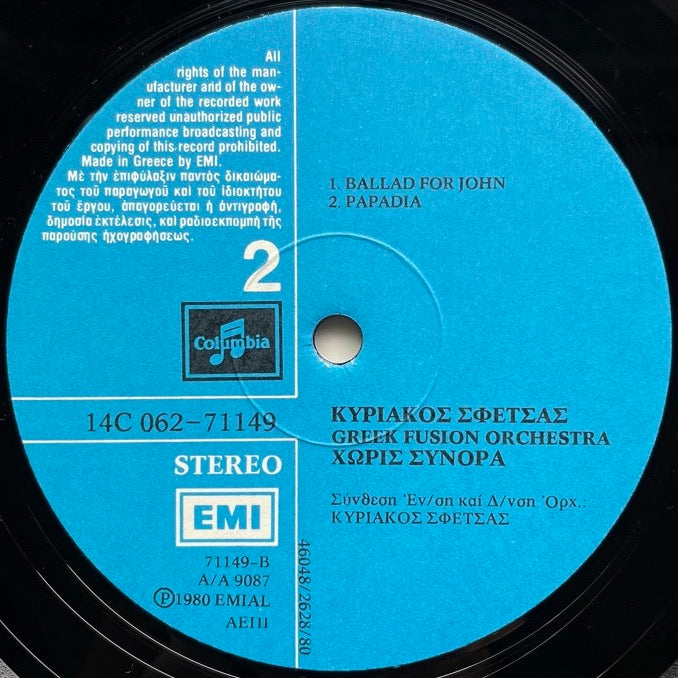 All
rights of the man-
ufacturer and of the ow-
ner of the recorded work
reserved unauthorized public
performance broadcasting and
copying of this record prohibited.
Made in Greece by EMI.
Μὲ τὴν ἐπιφύλαξιν παντὸς δικαιώμα-
τος τοῦ παραγωγοῦ καὶ τοῦ ἰδιοκτήτου
τοῦ ἔργου, ἀπαγορεύεται ἡ ἀντιγραφή,
δημοσία ἐκτέλεσις, καὶ ραδιοεκπομπὴ τῆς
παρούσης ἠχογραφήσεως.
2
Columbia
14C 062-71149
STEREO
EMI
71149-B
A/A 9087
Ⓟ1980 EMIAL
AEIII
46048/2628/80
1. BALLAD FOR JOHN
2. PAPADIA
ΚΥΡΙΑΚΟΣ ΣΦΕΤΣΑΣ
GREEK FUSION ORCHESTRA
ΧΩΡΙΣ ΣΥΝΟΡΑ
Σύνθεση Ἐν/ση καί Δ/νση Ὀρχ.:
ΚΥΡΙΑΚΟΣ ΣΦΕΤΣΑΣ